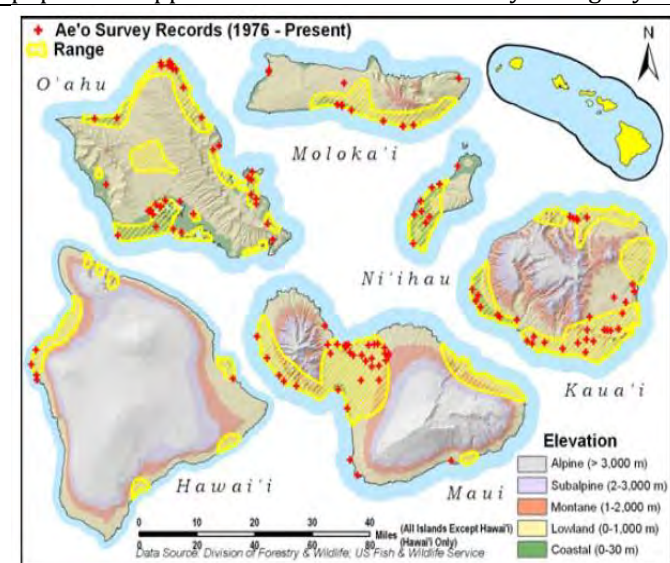 Ae'o Survey Records (1976 - Present)
Range
N
O'ahu
Moloka'i
Ni'ihau
Kaua'i
Hawai'i
Maui
Elevation
Alpine (> 3,000 m)
Subalpine (2-3,000 m)
Montane (1-2,000 m)
Lowland (0-1,000 m)
Coastal (0-30 m)
0 10 20 30 40 (All Islands Except Hawai'i)
Miles
0 20 40 60 80 (Hawai'i Only)
Data Source: Division of Forestry & Wildlife; US Fish & Wildlife Service